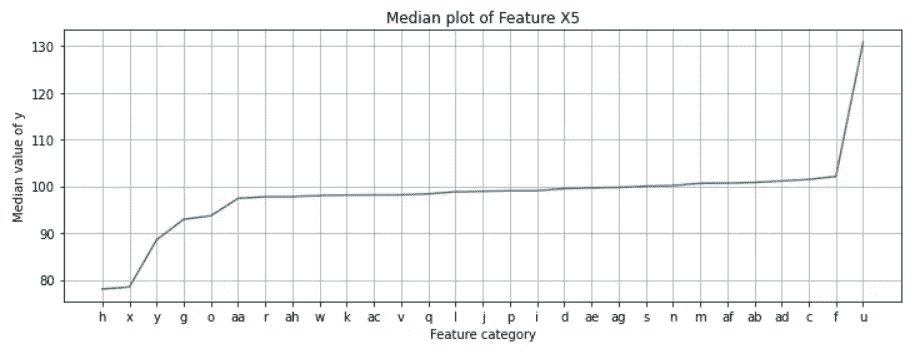 Median plot of Feature X5
130
120
110
100
90
80
Median value of y
h x y g o aa r ah w k ac v q l j p i d ae ag s n m af ab ad c f u
Feature category